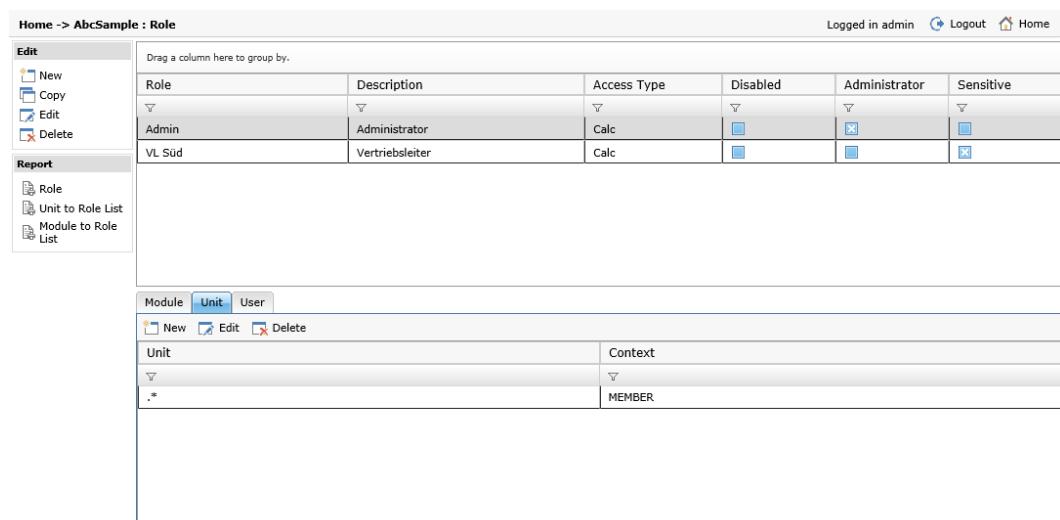 Home -> AbcSample : Role
Logged in admin Logout Home
Edit
New
Copy
Edit
Delete
Report
Role
Unit to Role List
Module to Role
List
Drag a column here to group by.
Role Description Access Type Disabled Administrator Sensitive
Admin Administrator Calc
VL Süd Vertriebsleiter Calc
Module Unit User
New Edit Delete
Unit Context
.* MEMBER